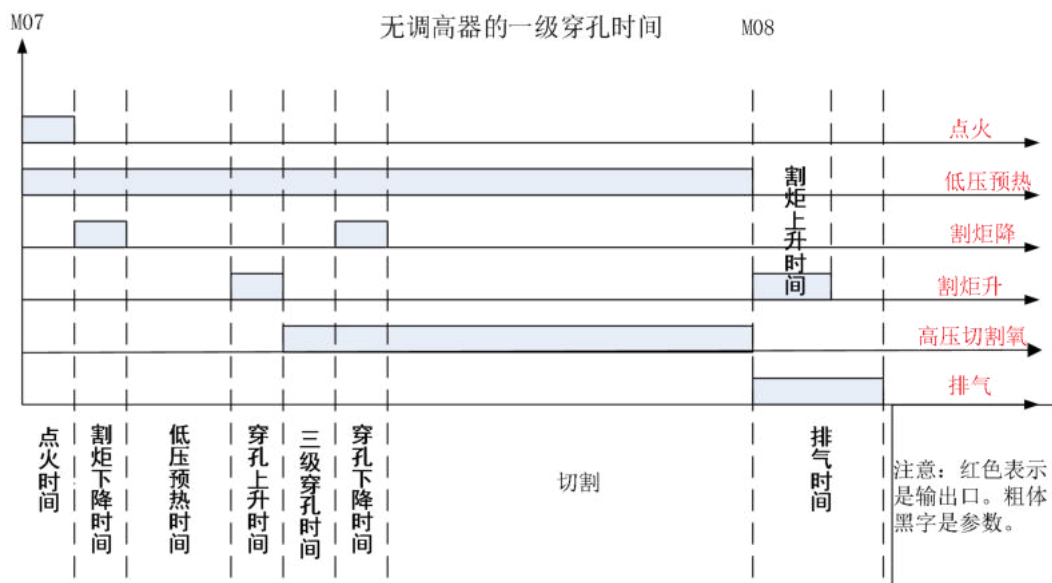 M07
无调高器的一级穿孔时间
M08
点火
低压预热
割炬降
割炬升
高压切割氧
排气
割炬上升时间
点火时间
割炬下降时间
低压预热时间
穿孔上升时间
三级穿孔时间
穿孔下降时间
切割
排气时间
注意：红色表示
是输出口。粗体
黑字是参数。